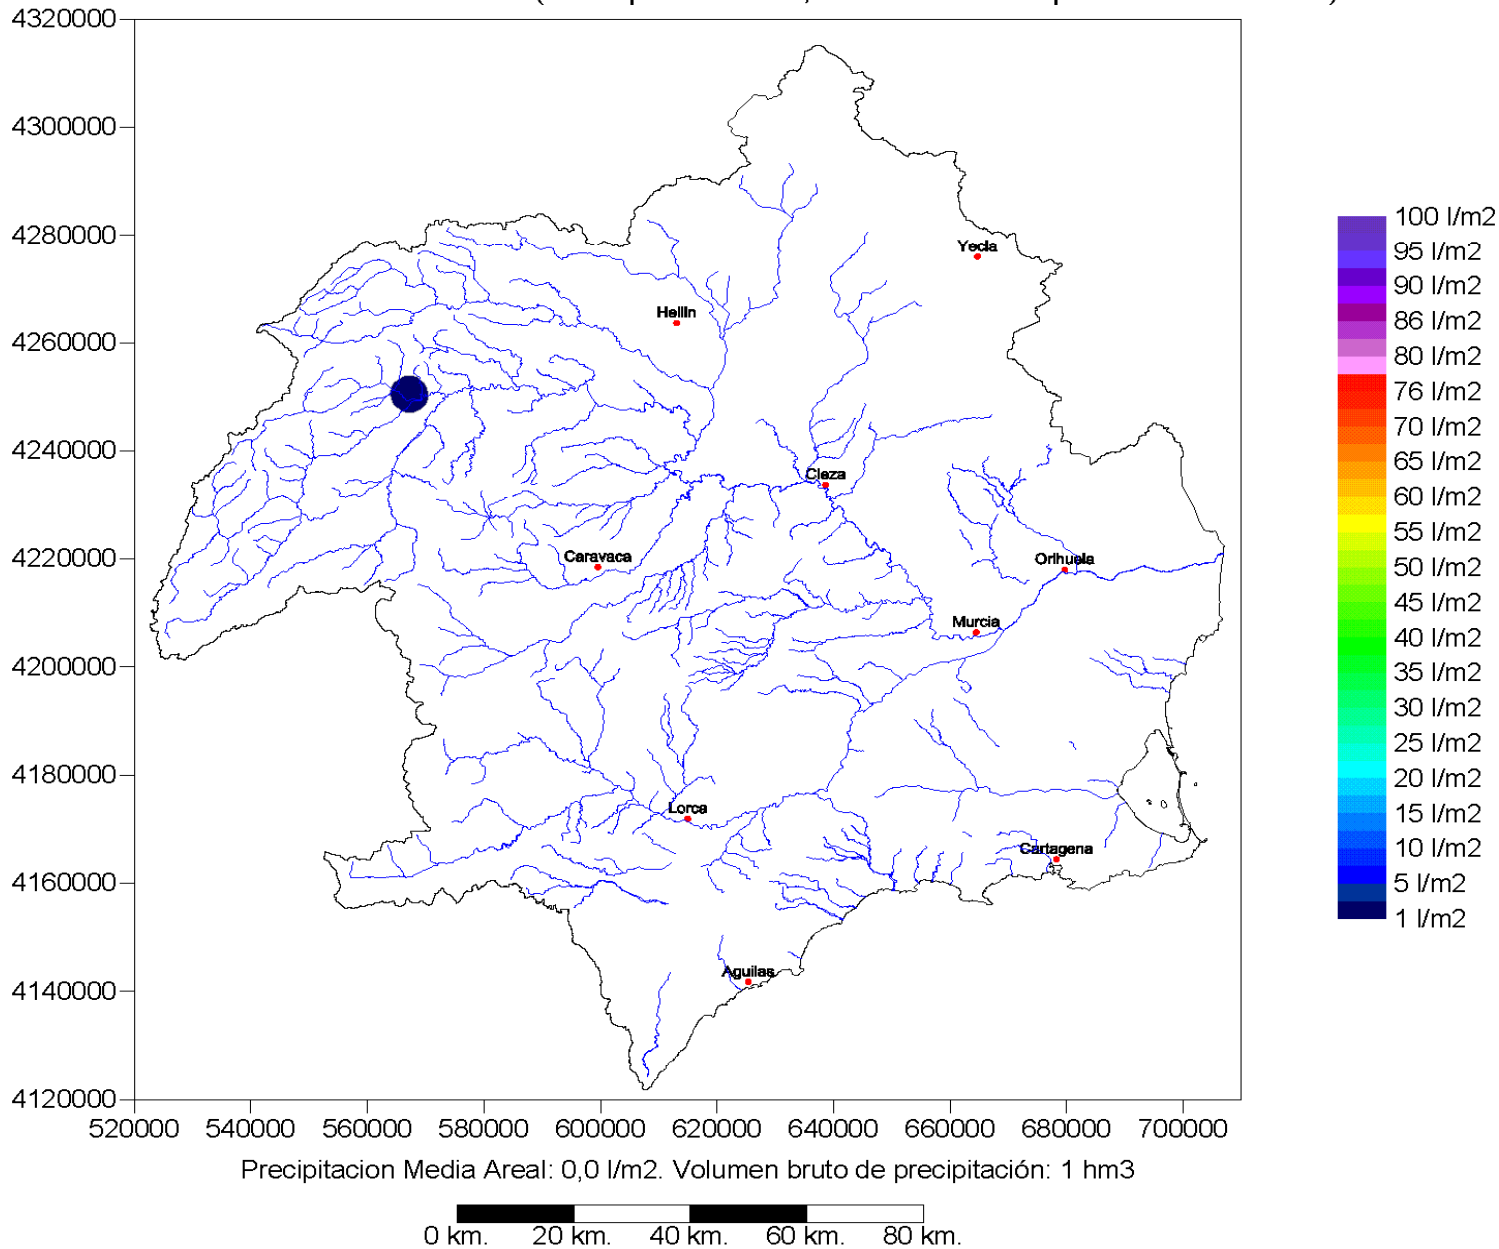 4320000
4300000
4280000
4260000
4240000
4220000
4200000
4180000
4160000
4140000
4120000
520000 540000 560000 580000 600000 620000 640000 660000 680000 700000
Yecla
Hellin
Cieza
Caravaca
Orihuela
Murcia
Lorca
Cartagena
Aguilas
100 l/m2
95 l/m2
90 l/m2
86 l/m2
80 l/m2
76 l/m2
70 l/m2
65 l/m2
60 l/m2
55 l/m2
50 l/m2
45 l/m2
40 l/m2
35 l/m2
30 l/m2
25 l/m2
20 l/m2
15 l/m2
10 l/m2
5 l/m2
1 l/m2
Precipitacion Media Areal: 0,0 l/m2. Volumen bruto de precipitación: 1 hm3
0 km. 20 km. 40 km. 60 km. 80 km.